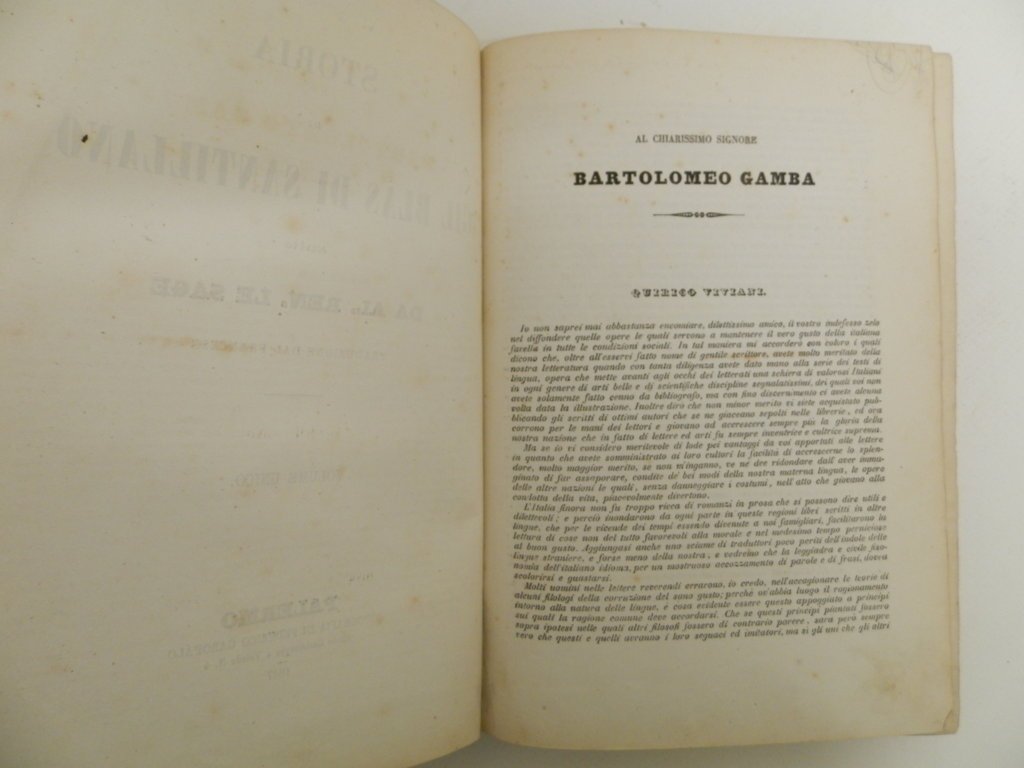 STORIA
BLAS DI SANTILLANO
DA AL. REN. LE SAGE
VOLUME UNICO
PALERMO
AL CHIARISSIMO SIGNORE
BARTOLOMEO GAMBA
QUIRICO VIVIANI.
Io non saprei mai abbastanza encomiare, dilettissimo amico, il vostro indefesso zelo
nel diffondere quelle opere le quali servono a mantenere il vero gusto della italiana
favella in tutte le condizioni sociali. In tal maniera mi accorderò con coloro i quali
dicono che, oltre all'esservi fatto nome di gentile scrittore, avete molto meritato della
nostra letteratura quando con tanta diligenza avete dato mano alla serie dei testi di
lingua, opera che mette avanti agli occhi dei letterati una schiera di valorosi Italiani
in ogni genere di arti belle e di scientifiche discipline segnalatissimi, dei quali voi non
avete solamente fatto cenno da bibliografo, ma con fino discernimento ci avete alcuna
volta data la illustrazione. Inoltre dirò che non minor merito vi siete acquistato pub-
blicando gli scritti di ottimi autori che se ne giaceano sepolti nelle librerie, ed ora
corrono per le mani dei lettori e giovano ad accrescere sempre più la gloria della
nostra nazione che in fatto di lettere ed arti fu sempre inventrice e cultrice suprema.
Ma se io vi considero meritevole di lode pei vantaggi da voi apportati alle lettere
in quanto che avete somministrato ai loro cultori la facilità di accrescerne lo splen-
dore, molto maggior merito, se non m'inganno, ve ne dee ridondare dall'aver imma-
ginato di far assaporare, condite de' bei modi della nostra materna lingua, le opere
delle altre nazioni le quali, senza danneggiare i costumi, nell'atto che giovano alla
condotta della vita, piacevolmente divertono.
L'Italia finora non fu troppo ricca di romanzi in prosa che si possono dire utili e
dilettevoli; e perciò inondarono da ogni parte in queste regioni libri scritti in altre
lingue, che per le vicende dei tempi essendo divenute a noi famigliari, facilitarono la
lettura di cose non del tutto favorevoli alla morale e nel medesimo tempo perniciose
al buon gusto. Aggiungasi anche uno sciame di traduttori poco periti dell'indole delle
lingue straniere, e forse meno della nostra, e vedremo che la leggiadra e civile fiso-
nomia dell'italiano idioma, per un mostruoso accozzamento di parole e di frasi, dovea
scolorirsi e guastarsi.
Molti uomini nelle lettere reverendi erraeono, io credo, nell'accagionare le teorie di
alcuni filologi della corruzione del sano gusto; perchè ov'abbia luogo il ragionamento
intorno alla natura delle lingue, è cosa evidente essere questo appoggiato a principi
sui quali la ragione comune deve accordarsi. Che se questi principi piantati fossero
sopra ipotesi nelle quali altri filosofi fossero di contrario parere, sarà però sempre
vero che questi e quelli avranno i loro seguaci ed imitatori, ma sì gli uni che gli altri